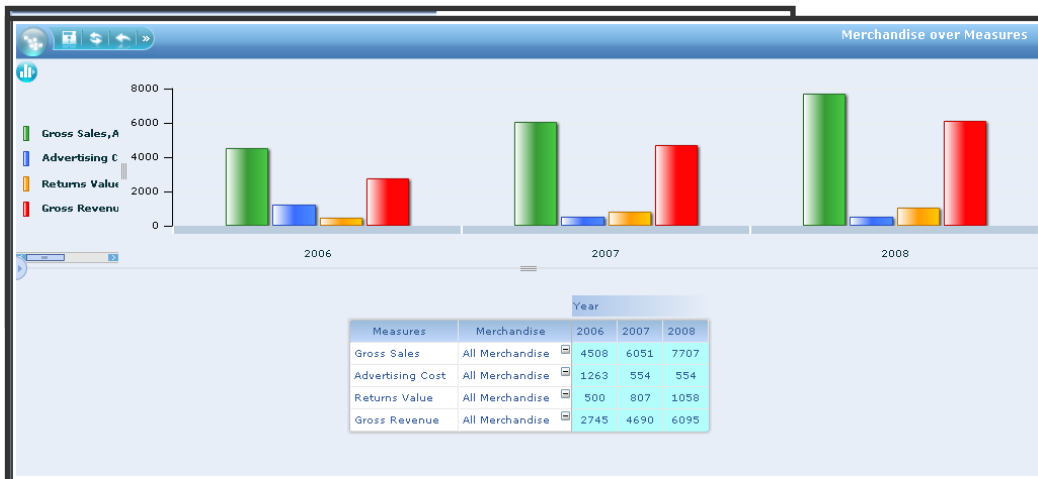 Merchandise over Measures
8000
6000
4000
2000
0
Gross Sales,A
Advertising C
Returns Value
Gross Revenu
2006 2007 2008
Year
Measures Merchandise 2006 2007 2008
Gross Sales All Merchandise 4508 6051 7707
Advertising Cost All Merchandise 1263 554 554
Returns Value All Merchandise 500 807 1058
Gross Revenue All Merchandise 2745 4690 6095